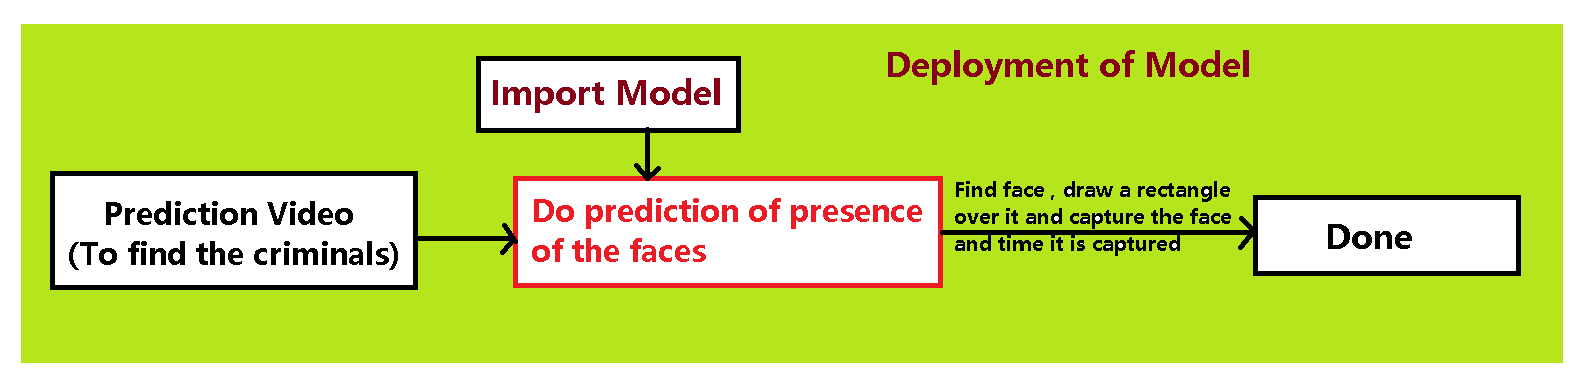 Deployment of Model
Import Model
Prediction Video
(To find the criminals)
Do prediction of presence
of the faces
Find face , draw a rectangle
over it and capture the face
and time it is captured
Done